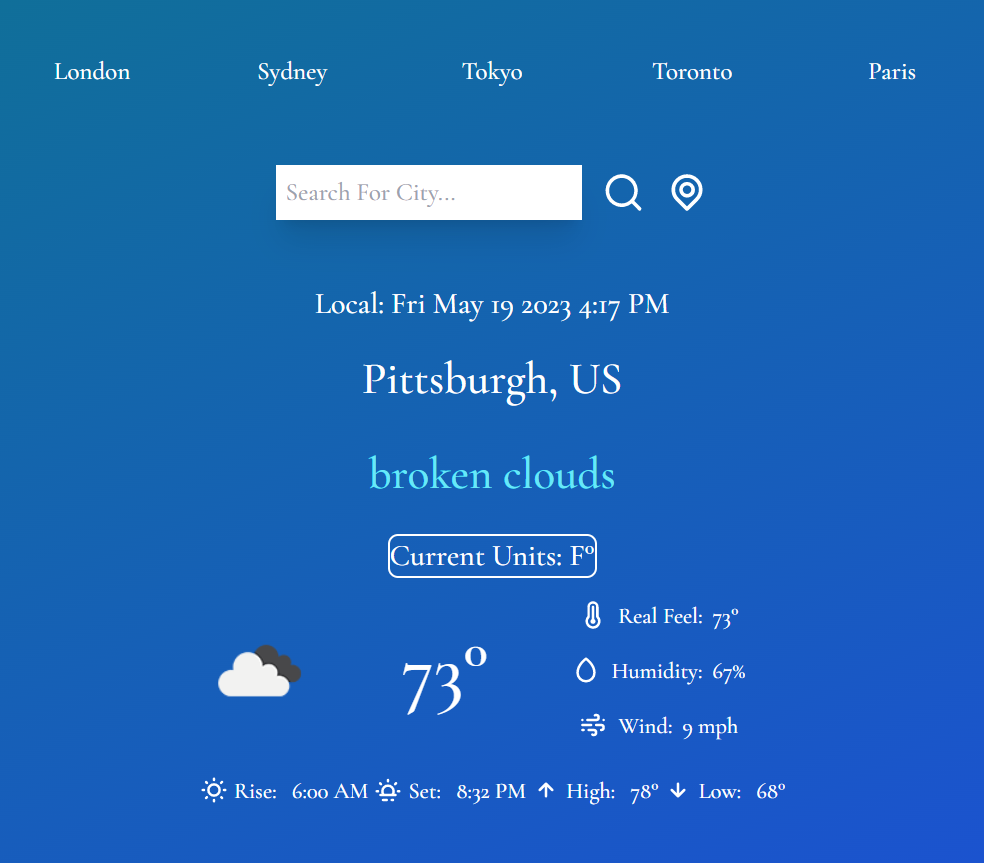 London Sydney Tokyo Toronto Paris
Search For City...
Local: Fri May 19 2023 4:17 PM
Pittsburgh, US
broken clouds
Current Units: Fº
Real Feel: 73º
73º
Humidity: 67%
Wind: 9 mph
Rise: 6:00 AM Set: 8:32 PM High: 78º Low: 68º